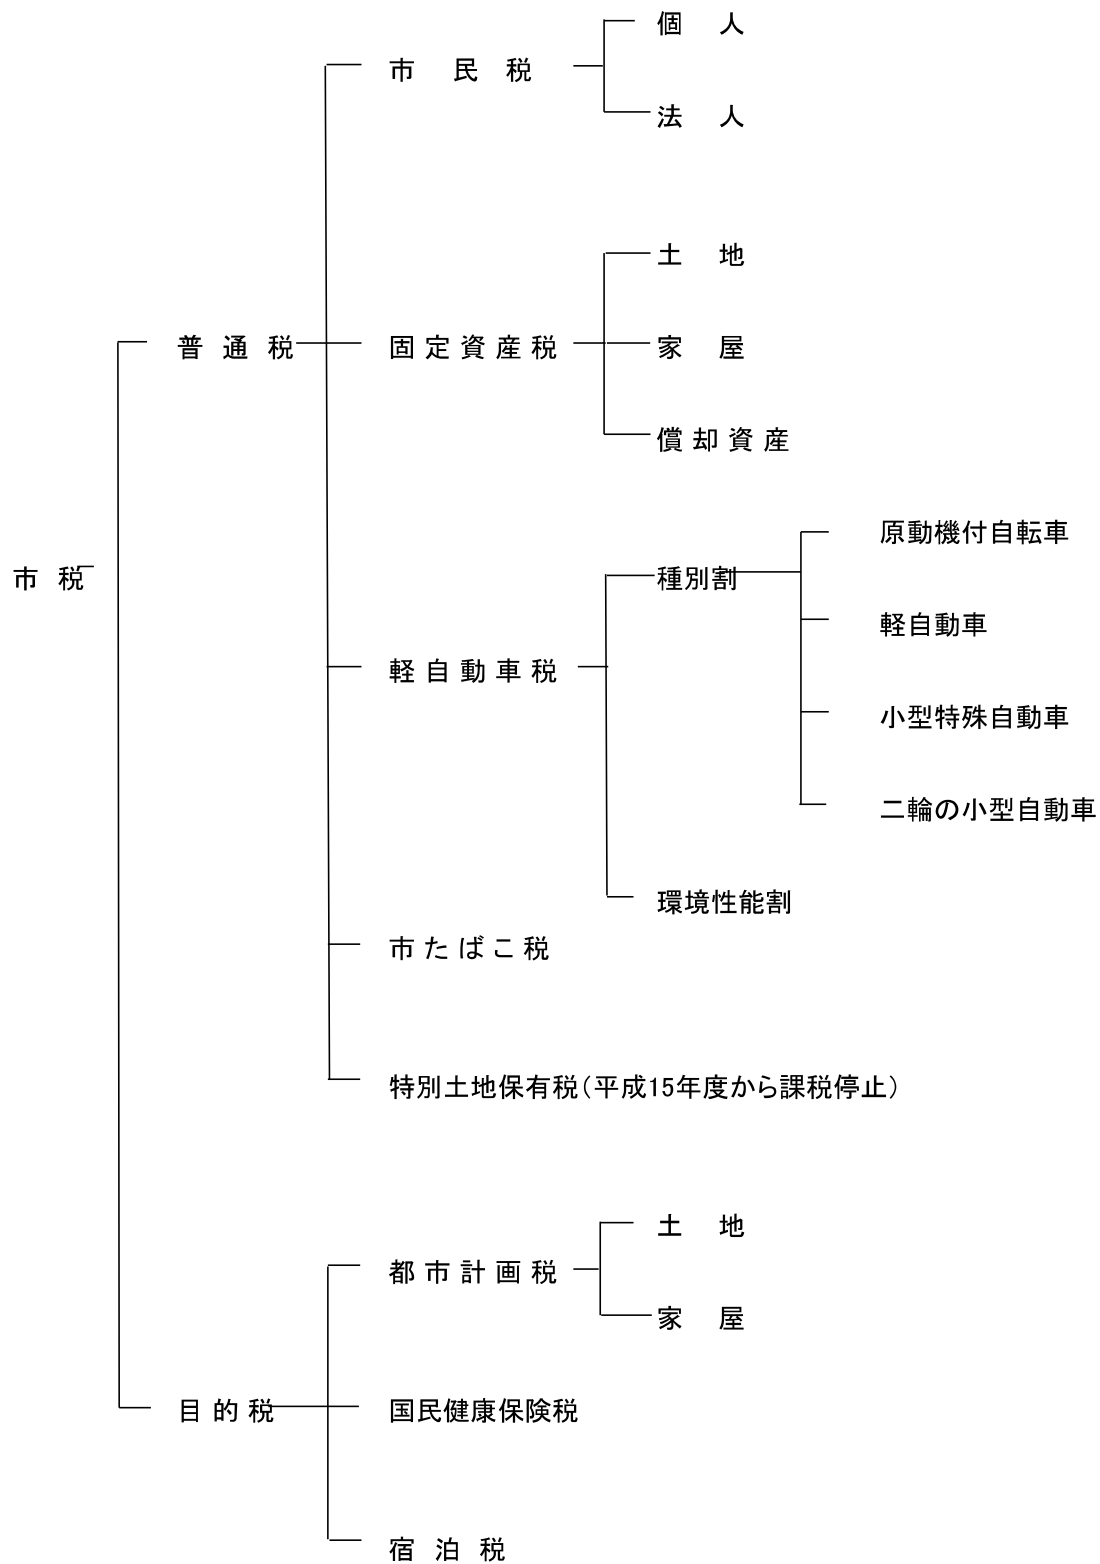 個人
市民税
法人
土地
普通税
固定資産税
家屋
償却資産
原動機付自転車
市税
種別割
軽自動車
軽自動車税
小型特殊自動車
二輪の小型自動車
環境性能割
市たばこ税
特別土地保有税(平成15年度から課税停止)
土地
都市計画税
家屋
目的税
国民健康保険税
宿泊税